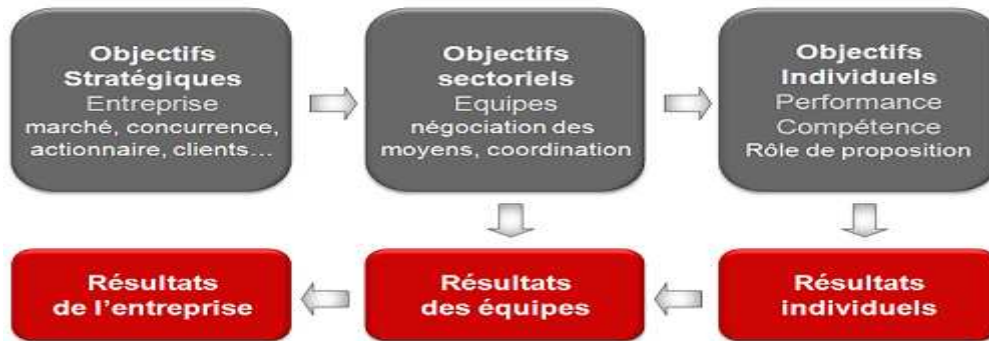 Objectifs
Stratégiques
Entreprise
marché, concurrence,
actionnaire, clients...
Objectifs
sectoriels
Equipes
négociation des
moyens, coordination
Objectifs
Individuels
Performance
Compétence
Rôle de proposition
Résultats
de l'entreprise
Résultats
des équipes
Résultats
individuels